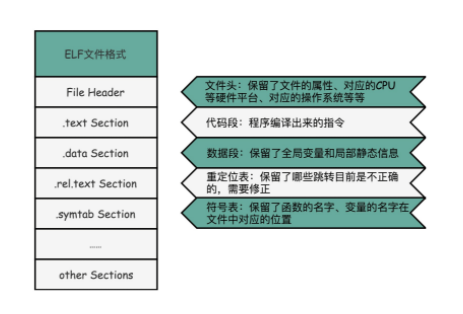 ELF文件格式
File Header
文件头：保留了文件的属性、对应的CPU
等硬件平台、对应的操作系统等等
.text Section
代码段：程序编译出来的指令
.data Section
数据段：保留了全局变量和局部静态信息
.rel.text Section
重定位表：保留了哪些跳转目前是不正确
的，需要修正
.symtab Section
符号表：保留了函数的名字、变量的名字在
文件中对应的位置
……
other Sections